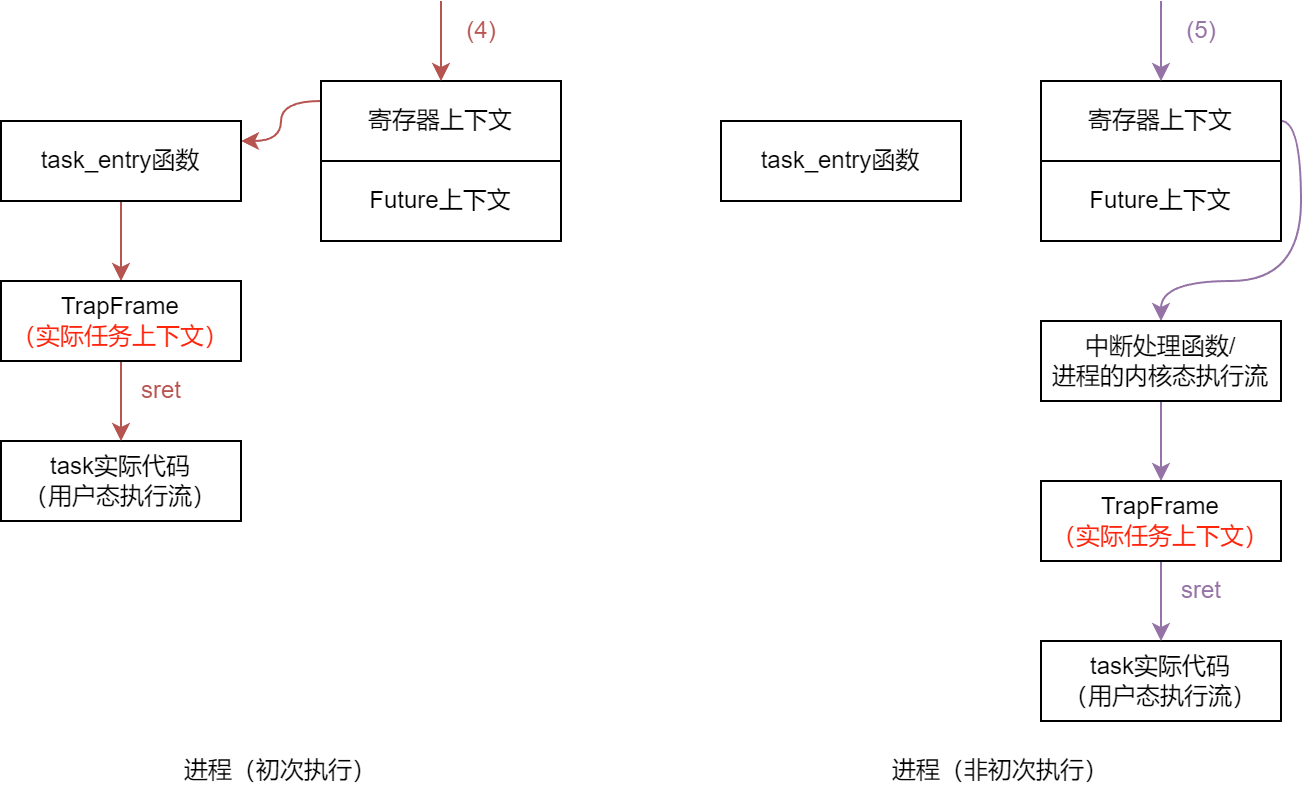 (4)
寄存器上下文
Future上下文
task_entry函数
TrapFrame
（实际任务上下文）
sret
task实际代码
（用户态执行流）
进程（初次执行）
(5)
寄存器上下文
Future上下文
task_entry函数
中断处理函数/
进程的内核态执行流
TrapFrame
（实际任务上下文）
sret
task实际代码
（用户态执行流）
进程（非初次执行）